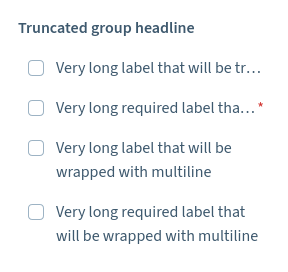 Truncated group headline
Very long label that will be tr…
Very long required label tha… *
Very long label that will be
wrapped with multiline
Very long required label that
will be wrapped with multiline